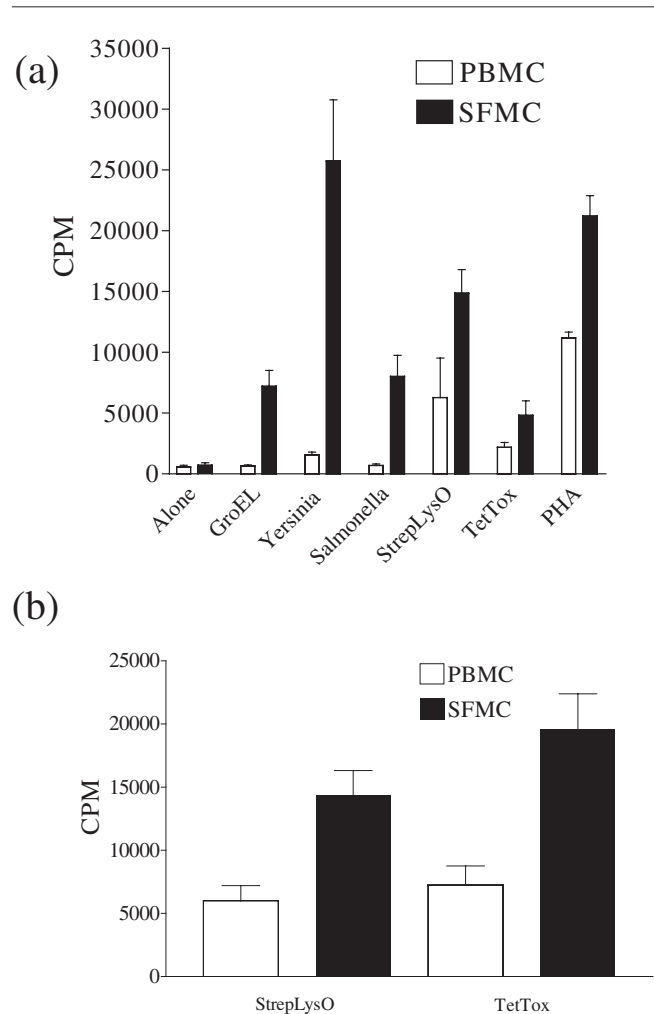 (a)
PBMC
SFMC
35000
30000
25000
20000
15000
10000
5000
0
CPM
Alone
GroEL
Yersinia
Salmonella
StrepLysO
TetTox
PHA
(b)
PBMC
SFMC
25000
20000
15000
10000
5000
0
CPM
StrepLysO
TetTox